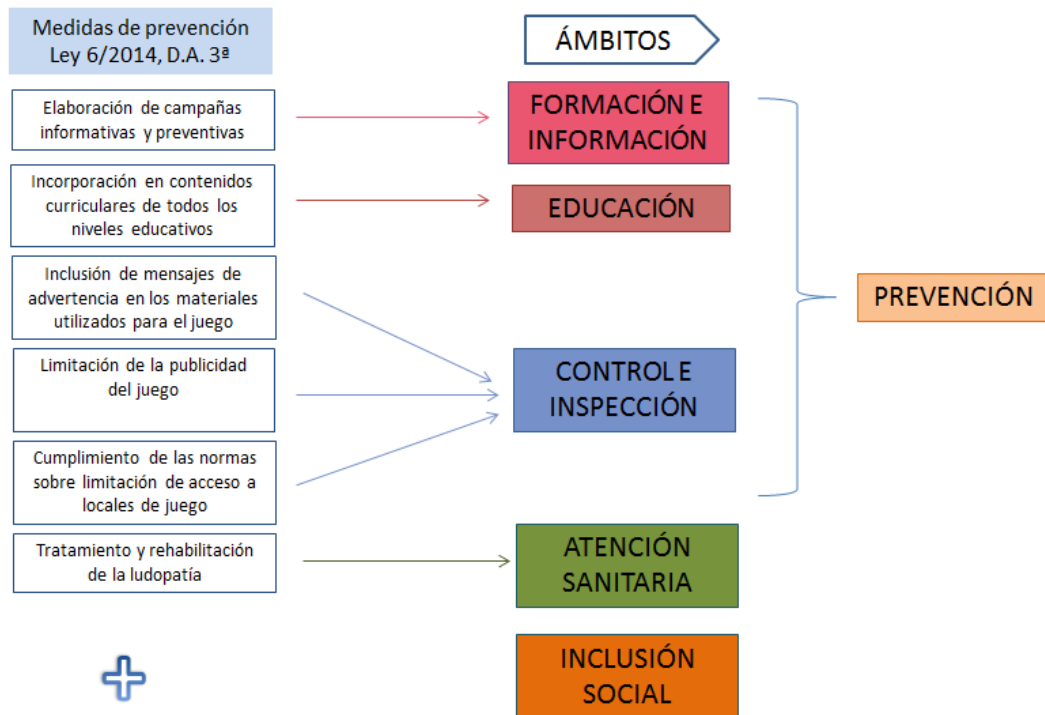 Medidas de prevención
Ley 6/2014, D.A. 3ª
ÁMBITOS
Elaboración de campañas
informativas y preventivas
FORMACIÓN E
INFORMACIÓN
Incorporación en contenidos
curriculares de todos los
niveles educativos
EDUCACIÓN
Inclusión de mensajes de
advertencia en los materiales
utilizados para el juego
PREVENCIÓN
Limitación de la publicidad
del juego
CONTROL E
INSPECCIÓN
Cumplimiento de las normas
sobre limitación de acceso a
locales de juego
Tratamiento y rehabilitación
de la ludopatía
ATENCIÓN
SANITARIA
INCLUSIÓN
SOCIAL